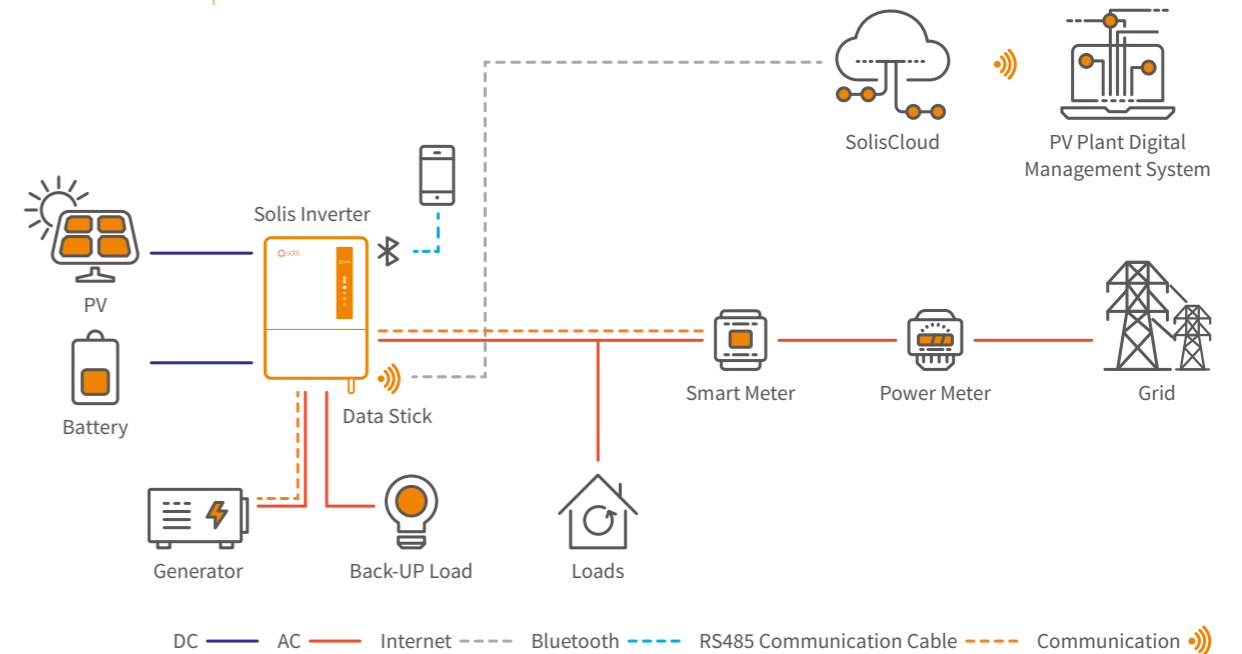 SolisCloud
PV Plant Digital
Management System
Solis Inverter
solis
PV
Smart Meter
Power Meter
Grid
Data Stick
Battery
Generator
Back-UP Load
Loads
DC
AC
Internet
Bluetooth
RS485 Communication Cable
Communication